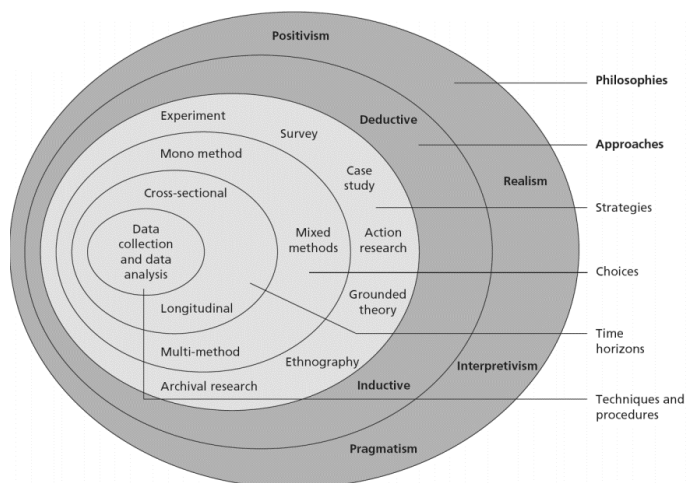 Positivism
Philosophies
Experiment
Deductive
Survey
Approaches
Mono method
Case
study
Realism
Cross-sectional
Strategies
Data
collection
and data
analysis
Mixed
methods
Action
research
Choices
Longitudinal
Grounded
theory
Time
horizons
Multi-method
Ethnography
Interpretivism
Archival research
Inductive
Techniques and
procedures
Pragmatism